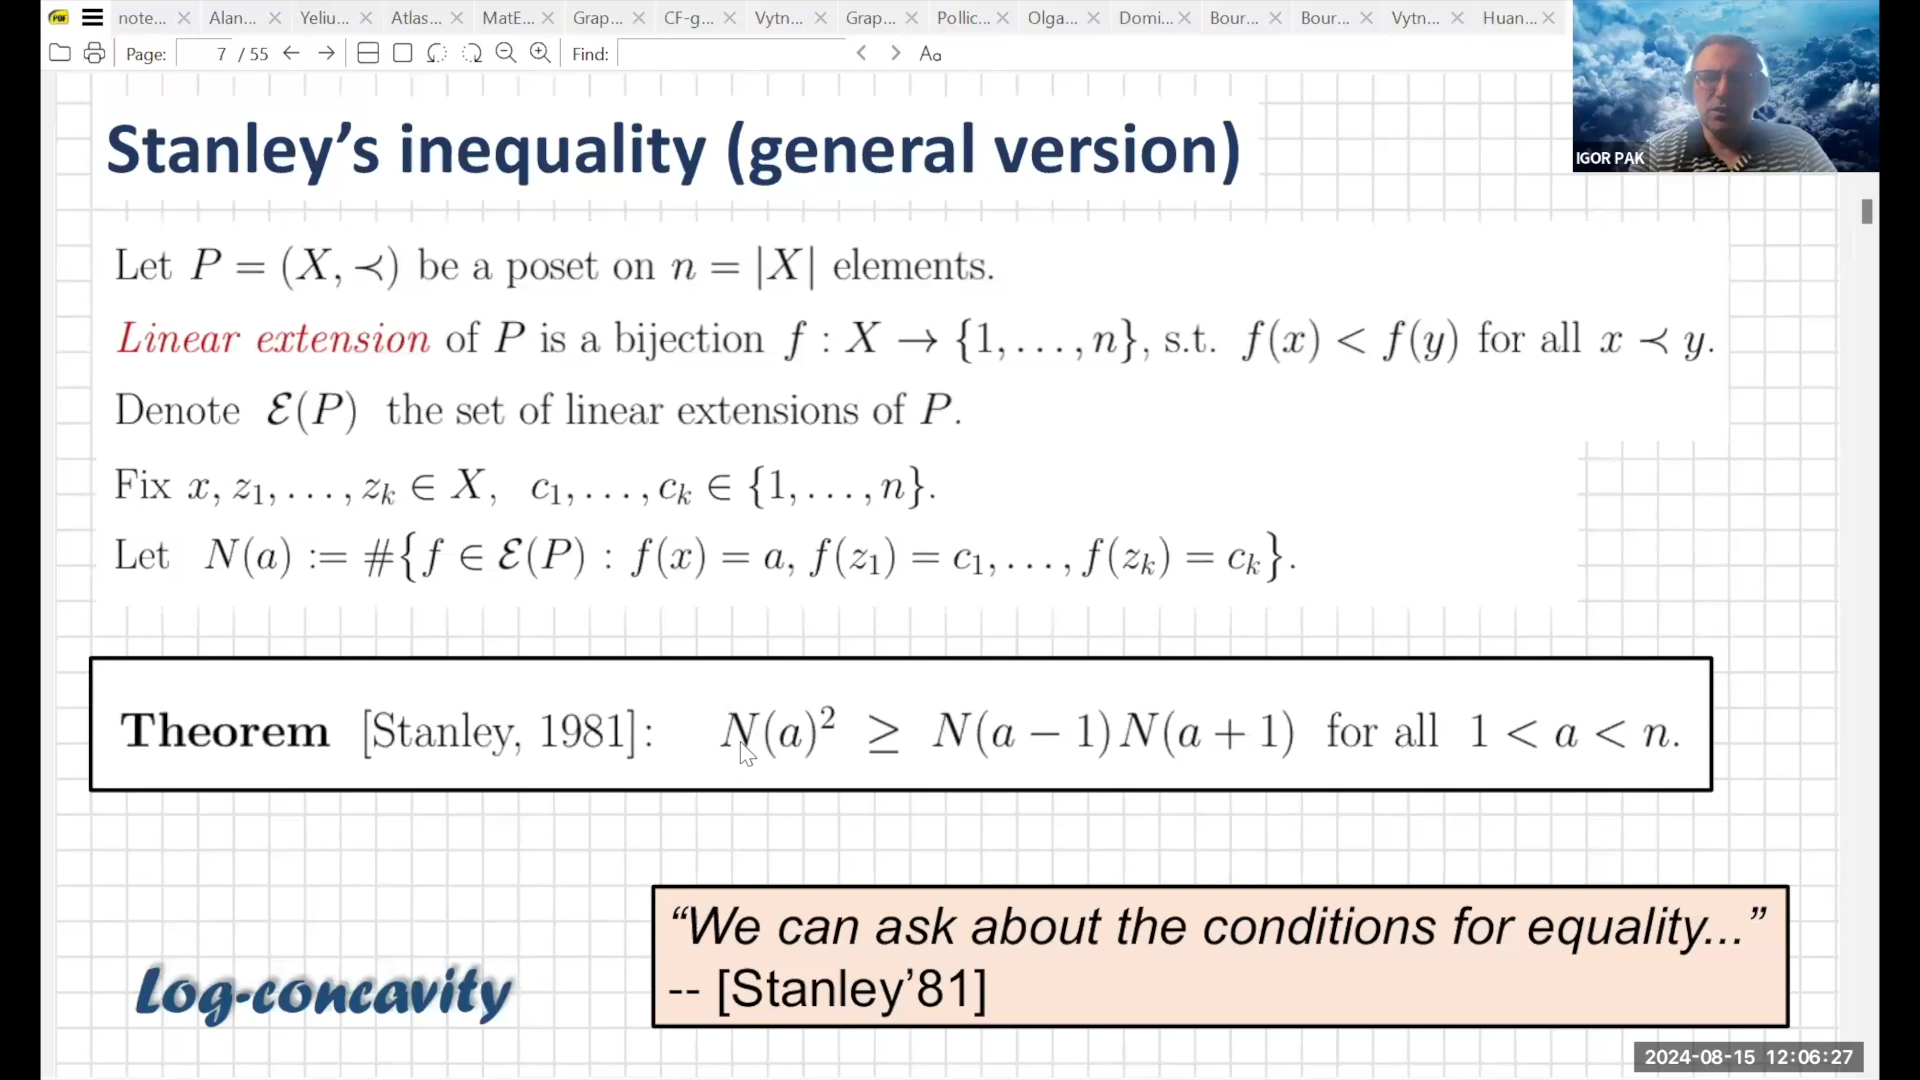 note... Alan... Yeliu... Atlas... MatE... Grap... CF-g... Vytn... Grap... Pollic... Olga... Domi... Bour... Bour... Vytn... Huan...
Page: 7 / 55 Find: Aa
IGOR PAK
Stanley’s inequality (general version)
Let P = (X, ≺) be a poset on n = |X| elements.
Linear extension of P is a bijection f : X → {1, . . . , n}, s.t. f(x) < f(y) for all x ≺ y.
Denote ℰ(P) the set of linear extensions of P.
Fix x, z₁, . . . , zₖ ∈ X, c₁, . . . , cₖ ∈ {1, . . . , n}.
Let N(a) := #{f ∈ ℰ(P) : f(x) = a, f(z₁) = c₁, . . . , f(zₖ) = cₖ}.
Theorem [Stanley, 1981]: N(a)² ≥ N(a − 1)N(a + 1) for all 1 < a < n.
“We can ask about the conditions for equality...”
-- [Stanley’81]
Log-concavity
2024-08-15 12:06:27